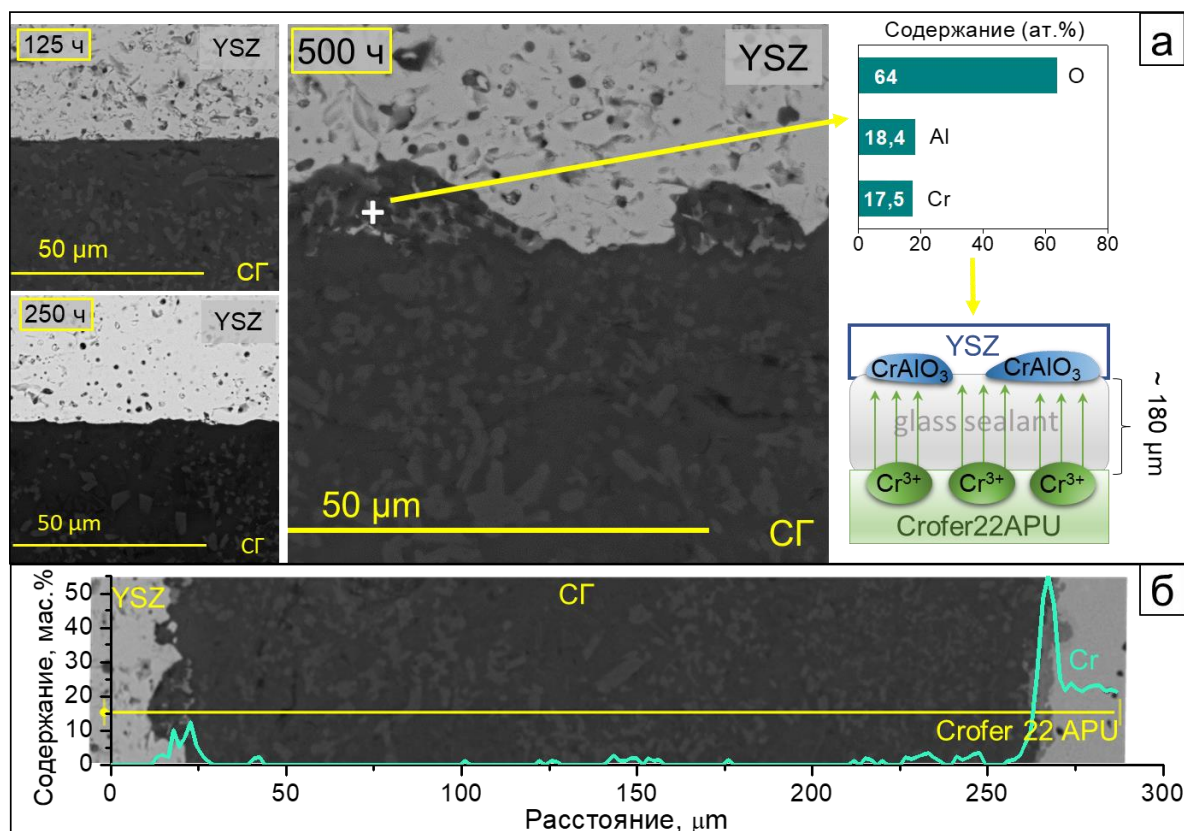 125 ч
YSZ
50 µm
СГ
250 ч
YSZ
50 µm
СГ
500 ч
YSZ
50 µm
СГ
а
Содержание (ат.%)
64
O
18,4
Al
17,5
Cr
0 20 40 60 80
YSZ
CrAlO3
CrAlO3
glass sealant
~ 180 µm
Cr3+
Cr3+
Cr3+
Crofer22APU
б
Содержание, мас.%
50
40
30
20
10
0
YSZ
СГ
Cr
Crofer 22 APU
0 50 100 150 200 250 300
Расстояние, µm